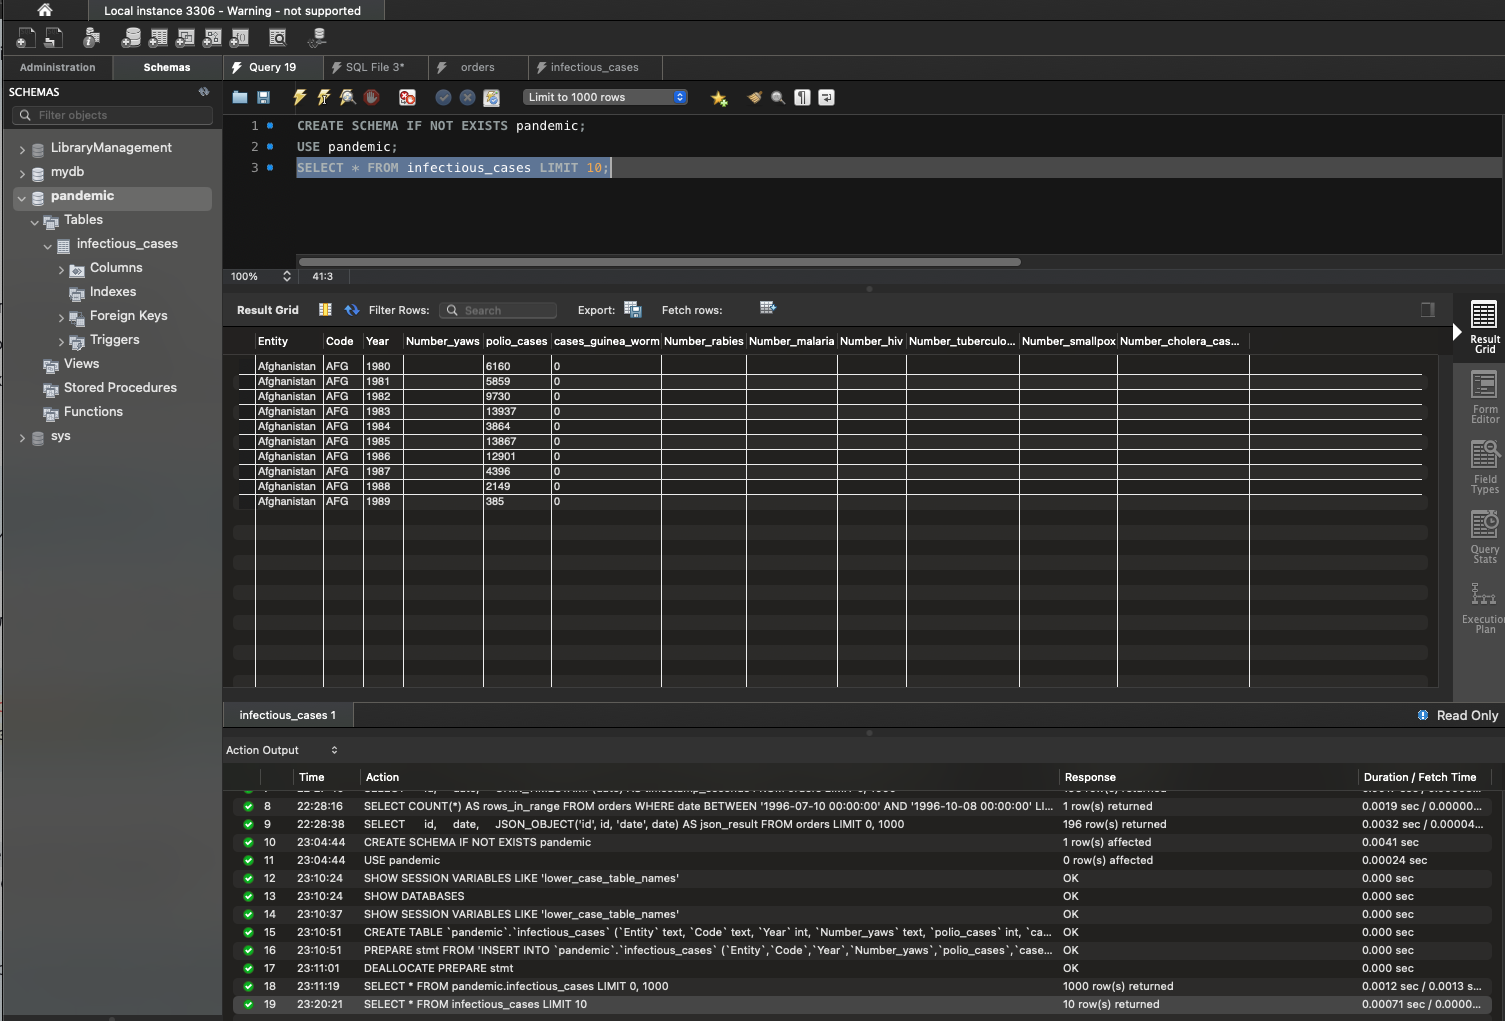 Local instance 3306 - Warning - not supported
Administration
Schemas
Query 19
SQL File 3*
orders
infectious_cases
SCHEMAS
Filter objects
Limit to 1000 rows
1 CREATE SCHEMA IF NOT EXISTS pandemic;
2 USE pandemic;
3 SELECT * FROM infectious_cases LIMIT 10;
LibraryManagement
mydb
pandemic
Tables
infectious_cases
Columns
Indexes
Foreign Keys
Triggers
Views
Stored Procedures
Functions
sys
100% 41:3
Result Grid Filter Rows: Search Export: Fetch rows:
Entity Code Year Number_yaws polio_cases cases_guinea_worm Number_rabies Number_malaria Number_hiv Number_tuberculo... Number_smallpox Number_cholera_cas...
Afghanistan AFG 1980 6160 0
Afghanistan AFG 1981 5859 0
Afghanistan AFG 1982 9730 0
Afghanistan AFG 1983 13937 0
Afghanistan AFG 1984 3864 0
Afghanistan AFG 1985 13867 0
Afghanistan AFG 1986 12901 0
Afghanistan AFG 1987 4396 0
Afghanistan AFG 1988 2149 0
Afghanistan AFG 1989 385 0
Result
Grid
Form
Editor
Field
Types
Query
Stats
Execution
Plan
infectious_cases 1
Read Only
Action Output
Time Action Response Duration / Fetch Time
8 22:28:16 SELECT COUNT(*) AS rows_in_range FROM orders WHERE date BETWEEN '1996-07-10 00:00:00' AND '1996-10-08 00:00:00' LI... 1 row(s) returned 0.0019 sec / 0.00000...
9 22:28:38 SELECT id, date, JSON_OBJECT('id', id, 'date', date) AS json_result FROM orders LIMIT 0, 1000 196 row(s) returned 0.0032 sec / 0.00004...
10 23:04:44 CREATE SCHEMA IF NOT EXISTS pandemic 1 row(s) affected 0.0041 sec
11 23:04:44 USE pandemic 0 row(s) affected 0.00024 sec
12 23:10:24 SHOW SESSION VARIABLES LIKE 'lower_case_table_names' OK 0.000 sec
13 23:10:24 SHOW DATABASES OK 0.000 sec
14 23:10:37 SHOW SESSION VARIABLES LIKE 'lower_case_table_names' OK 0.000 sec
15 23:10:51 CREATE TABLE `pandemic`.`infectious_cases` (`Entity` text, `Code` text, `Year` int, `Number_yaws` text, `polio_cases` int, `ca... OK 0.000 sec
16 23:10:51 PREPARE stmt FROM 'INSERT INTO `pandemic`.`infectious_cases` (`Entity`,`Code`,`Year`,`Number_yaws`,`polio_cases`,`case... OK 0.000 sec
17 23:11:01 DEALLOCATE PREPARE stmt OK 0.000 sec
18 23:11:19 SELECT * FROM pandemic.infectious_cases LIMIT 0, 1000 1000 row(s) returned 0.0012 sec / 0.0013 s...
19 23:20:21 SELECT * FROM infectious_cases LIMIT 10 10 row(s) returned 0.00071 sec / 0.0000...